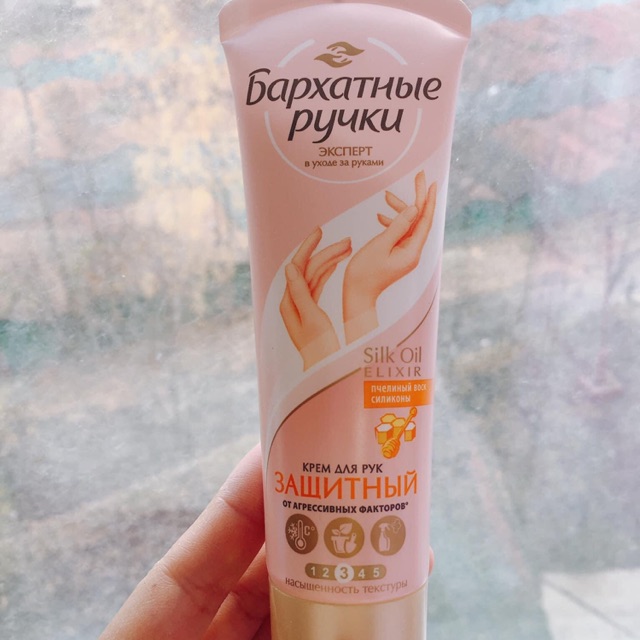 Бархатные
ручки
ЭКСПЕРТ
в уходе за руками
Silk Oil
ELIXIR
ПЧЕЛИНЫЙ ВОСК
СИЛИКОНЫ
КРЕМ ДЛЯ РУК
ЗАЩИТНЫЙ
ОТ АГРЕССИВНЫХ ФАКТОРОВ*
°C
1 2 3 4 5
насыщенность текстуры